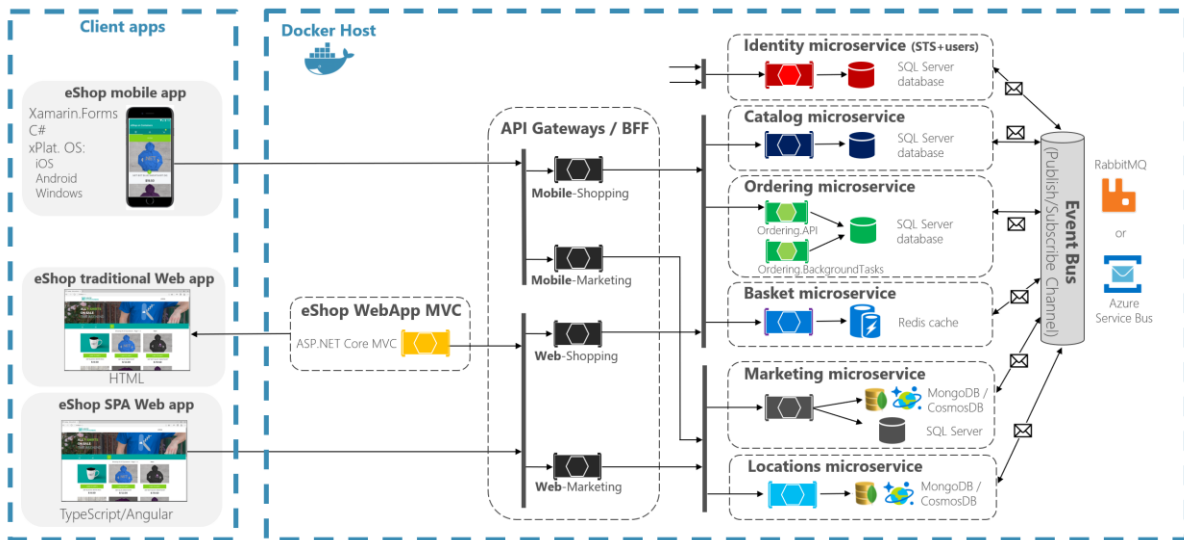 Client apps
eShop mobile app
Xamarin.Forms
C#
xPlat. OS:
iOS
Android
Windows
eShop traditional Web app
HTML
eShop SPA Web app
TypeScript/Angular
Docker Host
eShop WebApp MVC
ASP.NET Core MVC
API Gateways / BFF
Mobile-Shopping
Mobile-Marketing
Web-Shopping
Web-Marketing
Identity microservice (STS+users)
SQL Server
database
Catalog microservice
SQL Server
database
Ordering microservice
Ordering.API
SQL Server
database
Ordering.BackgroundTasks
Basket microservice
Redis cache
Marketing microservice
MongoDB /
CosmosDB
SQL Server
Locations microservice
MongoDB /
CosmosDB
Event Bus
(Publish/Subscribe Channel)
RabbitMQ
or
Azure
Service Bus